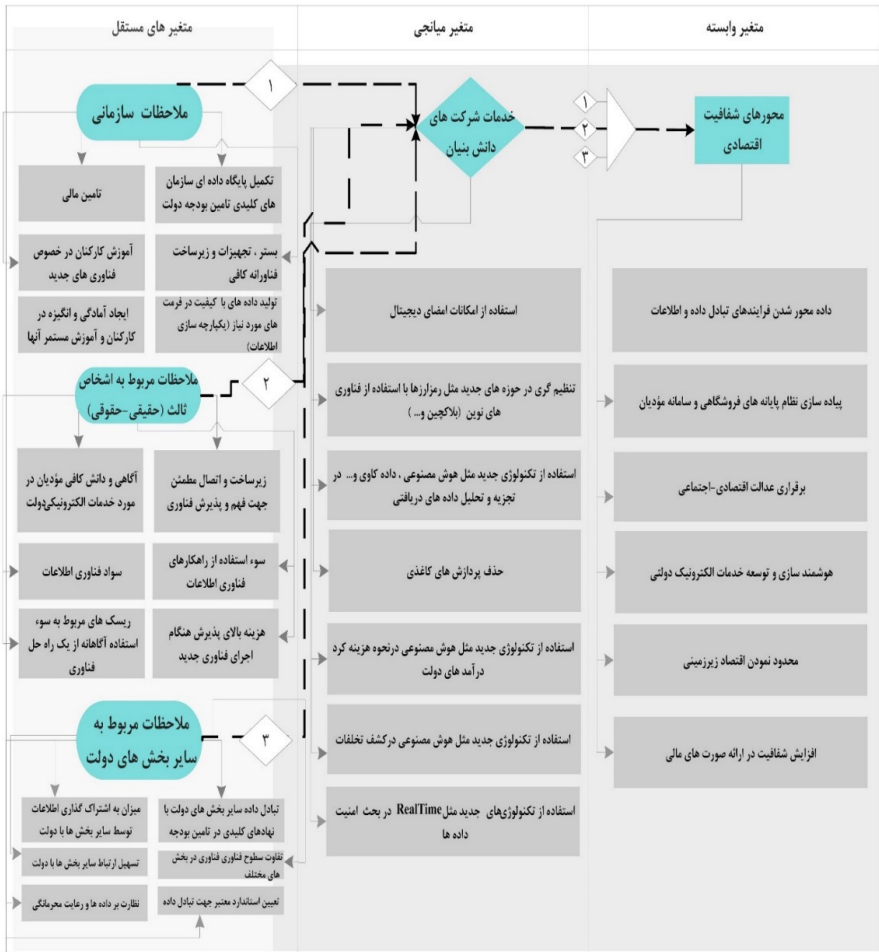 متغیر های مستقل
متغیر میانجی
متغیر وابسته
ملاحظات سازمانی
۱
تکمیل پایگاه داده ای سازمان
های کلیدی تامین بودجه دولت
تامین مالی
بستر ، تجهیزات و زیرساخت
فناورانه کافی
آموزش کارکنان در خصوص
فناوری های جدید
تولید داده های با کیفیت در فرمت
های مورد نیاز (یکپارچه سازی
اطلاعات)
ایجاد آمادگی و انگیزه در
کارکنان و آموزش مستمر آنها
ملاحظات مربوط به اشخاص
ثالث (حقیقی-حقوقی)
۲
زیرساخت و اتصال مطمئن
جهت فهم و پذیرش فناوری
آگاهی و دانش کافی مؤدیان در
مورد خدمات الکترونیکی‌دولت
سوء استفاده از راهکارهای
فناوری اطلاعات
سواد فناوری اطلاعات
هزینه بالای پذیرش هنگام
اجرای فناوری جدید
ریسک های مربوط به سوء
استفاده آگاهانه از یک راه حل
فناوری
ملاحظات مربوط به
سایر بخش های دولت
۳
تبادل داده سایر بخش های دولت با
نهادهای کلیدی در تامین بودجه
میزان به اشتراک گذاری اطلاعات
توسط سایر بخش ها با دولت
تفاوت سطوح فناوری فناوری در بخش
های مختلف
تسهیل ارتباط سایر بخش ها با دولت
تعیین استاندارد معتبر جهت تبادل داده
نظارت بر داده ها و رعایت محرمانگی
خدمات شرکت های
دانش بنیان
استفاده از امکانات امضای دیجیتال
تنظیم گری در حوزه های جدید مثل رمزارزها با استفاده از فناوری
های نوین (بلاکچین و... )
استفاده از تکنولوژی جدید مثل هوش مصنوعی ، داده کاوی و... در
تجزیه و تحلیل داده های دریافتی
حذف پردازش های کاغذی
استفاده از تکنولوژی جدید مثل هوش مصنوعی درنحوه هزینه کرد
درآمد های دولت
استفاده از تکنولوژی جدید مثل هوش مصنوعی درکشف تخلفات
استفاده از تکنولوژی‌های جدید مثلRealTime در بحث امنیت
داده ها
۱
۲
۳
محورهای شفافیت
اقتصادی
داده محور شدن فرایندهای تبادل داده و اطلاعات
پیاده سازی نظام پایانه های فروشگاهی و سامانه مؤدیان
برقراری عدالت اقتصادی-اجتماعی
هوشمند سازی و توسعه خدمات الکترونیک دولتی
محدود نمودن اقتصاد زیرزمینی
افزایش شفافیت در ارائه صورت های مالی